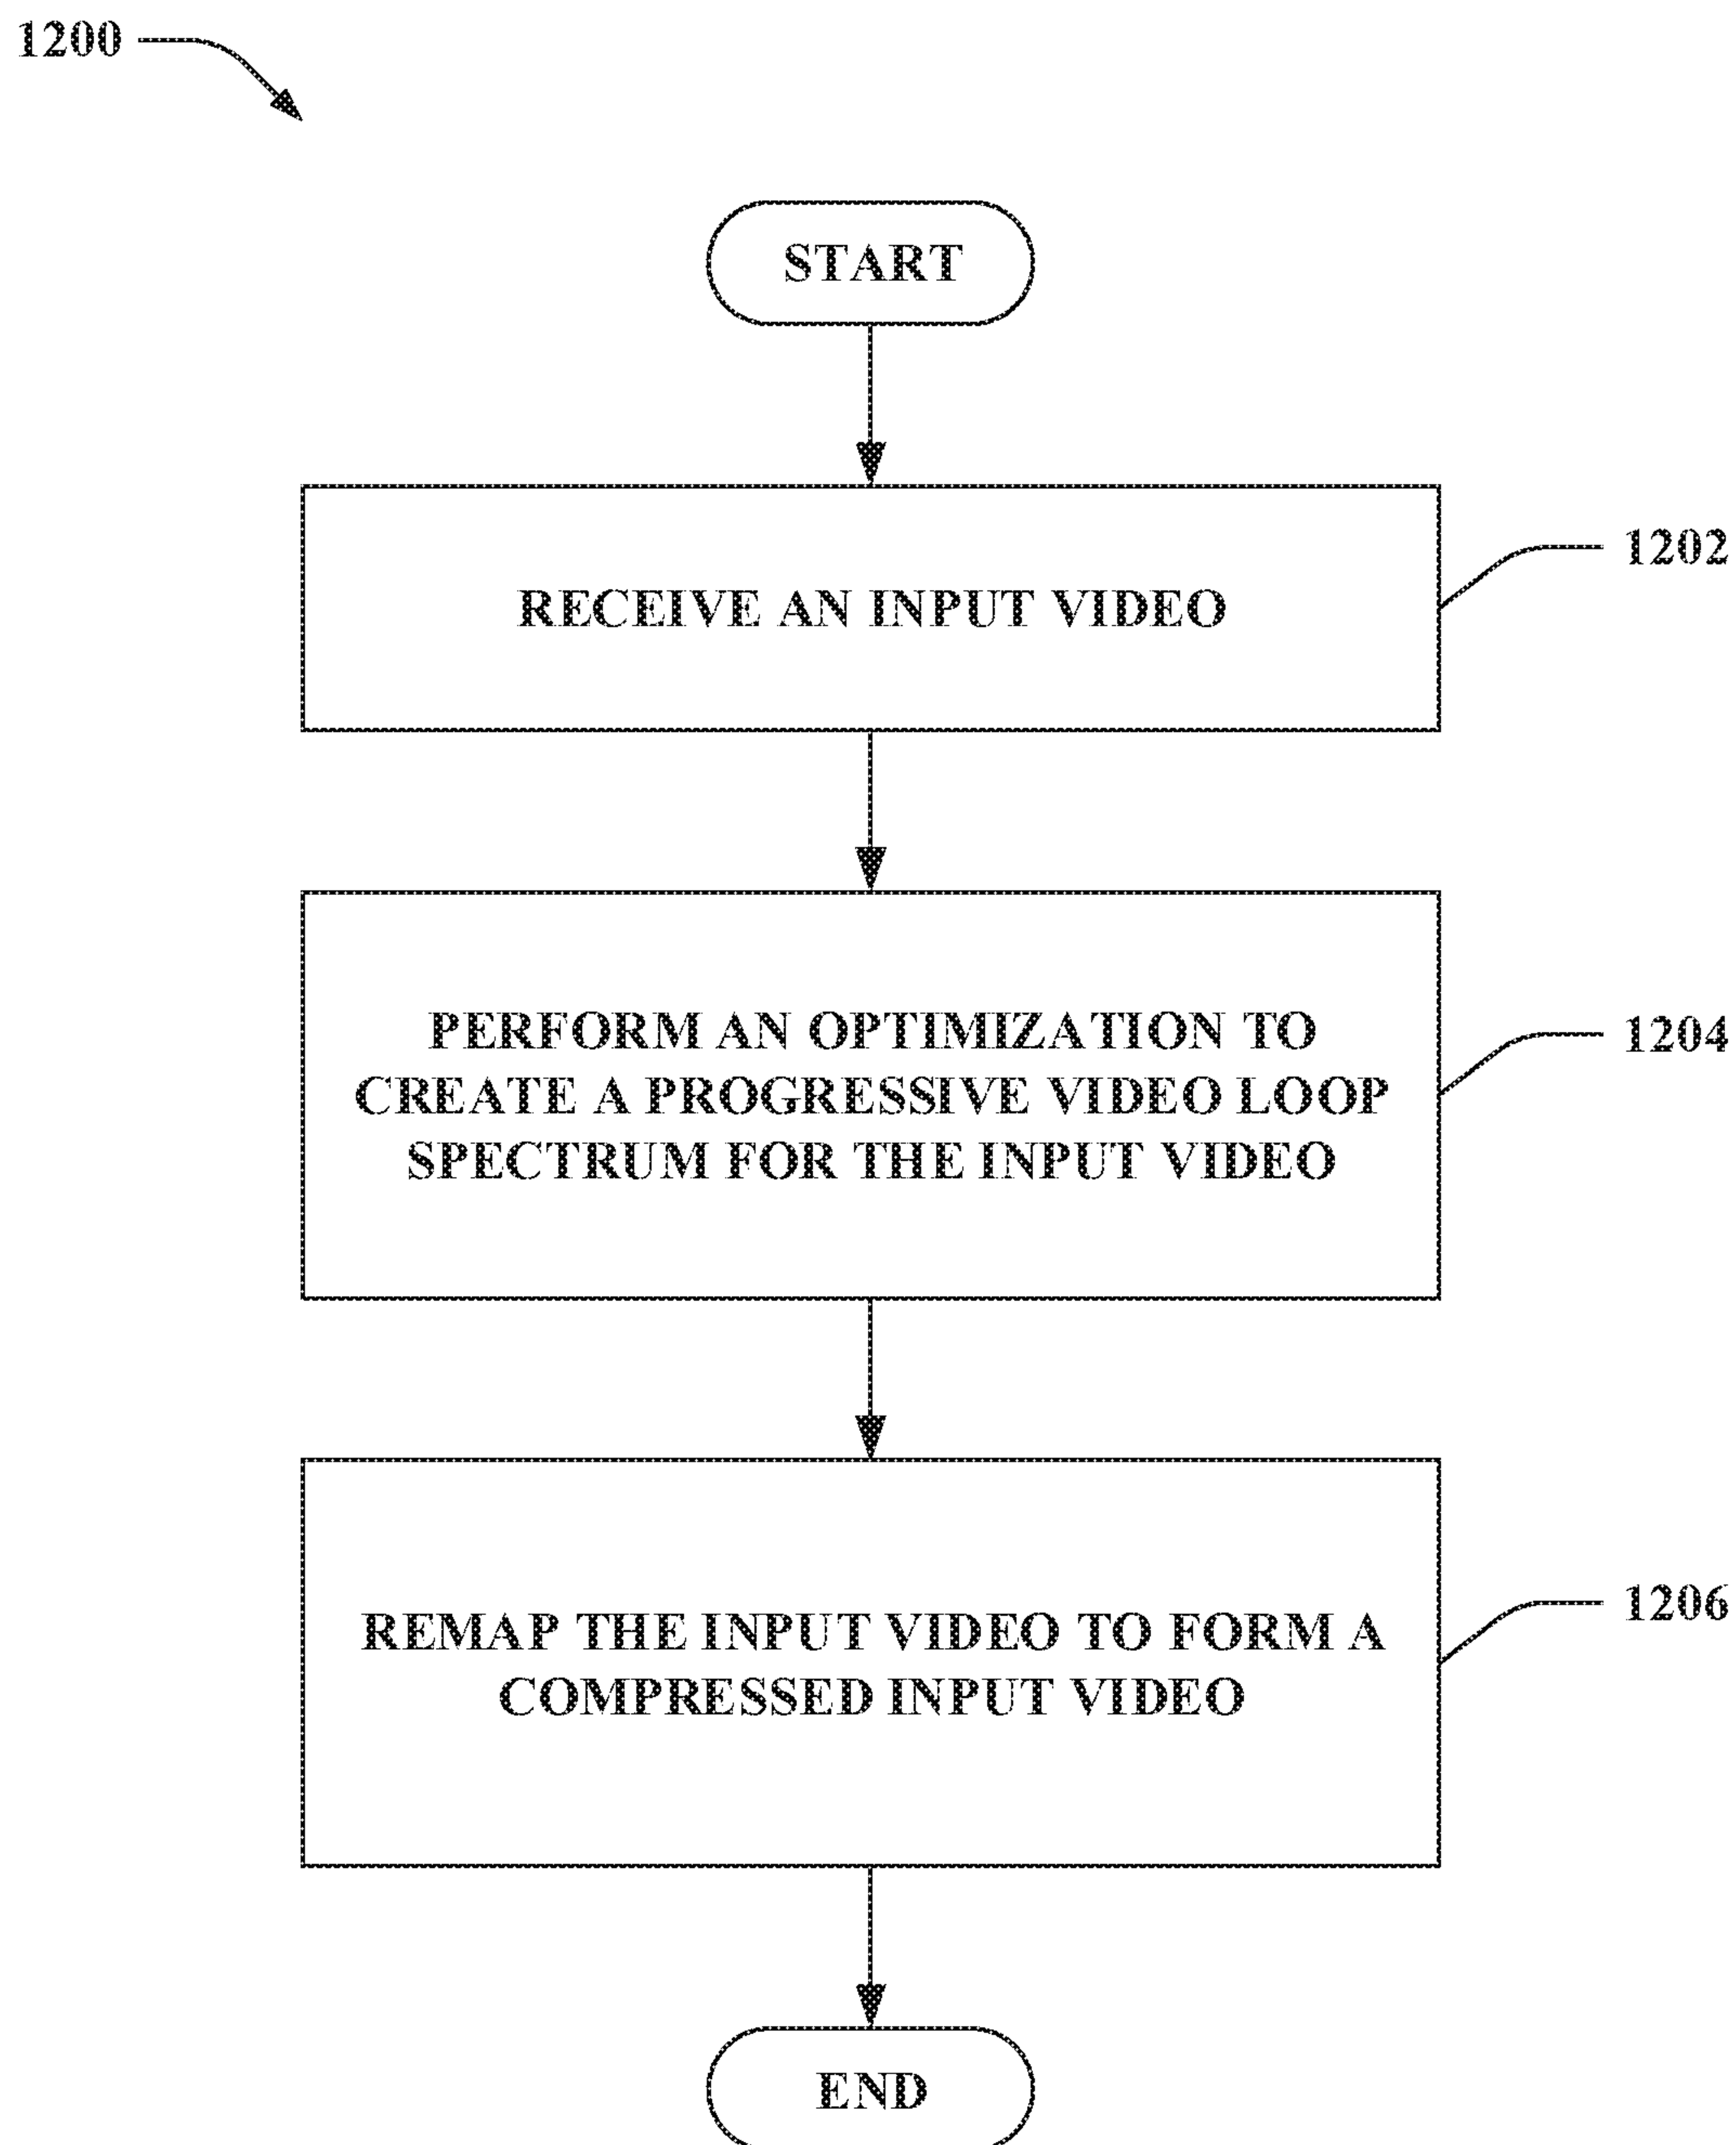 1200
START
RECEIVE AN INPUT VIDEO
1202
PERFORM AN OPTIMIZATION TO
CREATE A PROGRESSIVE VIDEO LOOP
SPECTRUM FOR THE INPUT VIDEO
1204
REMAP THE INPUT VIDEO TO FORM A
COMPRESSED INPUT VIDEO
1206
END